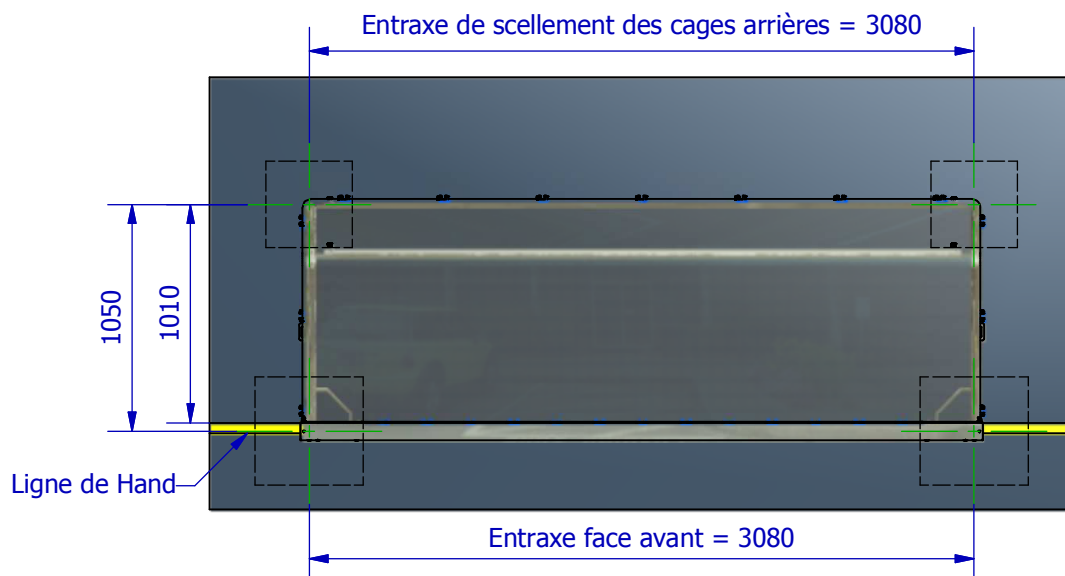 Entraxe de scellement des cages arrières = 3080
1050
1010
Ligne de Hand
Entraxe face avant = 3080